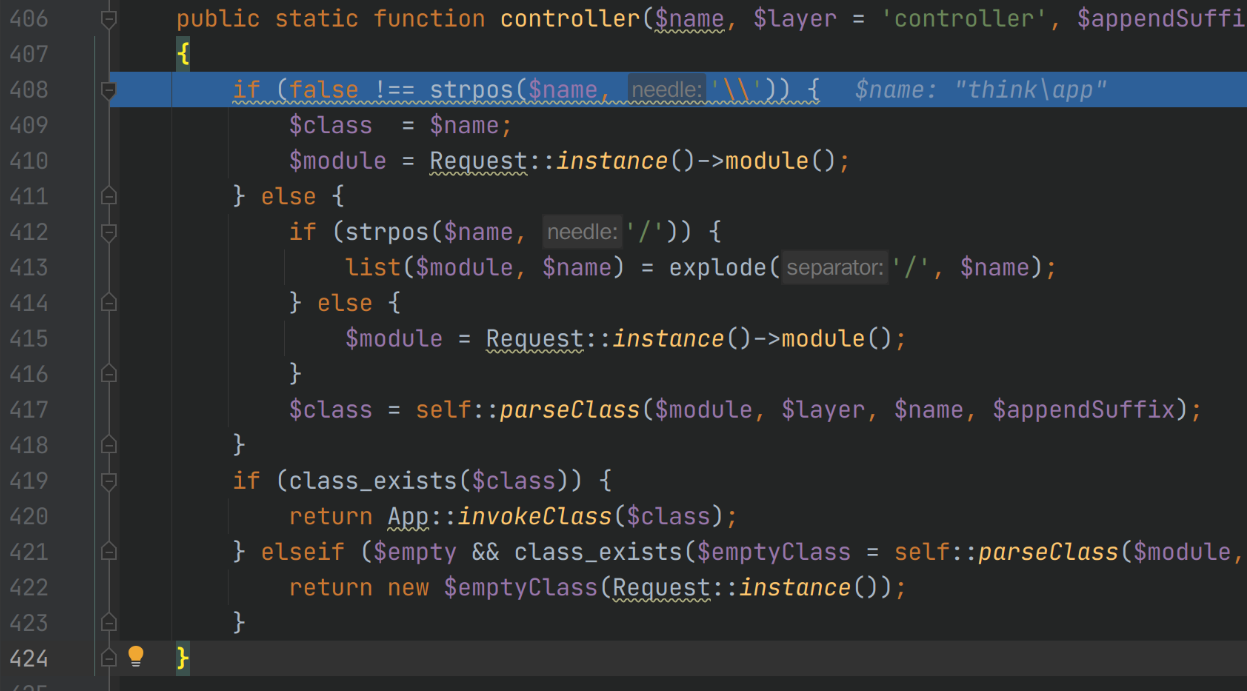 406 public static function controller($name, $layer = 'controller', $appendSuffi
407 {
408 if (false !== strpos($name, needle: '\\')) { $name: "think\app"
409 $class = $name;
410 $module = Request::instance()->module();
411 } else {
412 if (strpos($name, needle: '/')) {
413 list($module, $name) = explode( separator: '/', $name);
414 } else {
415 $module = Request::instance()->module();
416 }
417 $class = self::parseClass($module, $layer, $name, $appendSuffix);
418 }
419 if (class_exists($class)) {
420 return App::invokeClass($class);
421 } elseif ($empty && class_exists($emptyClass = self::parseClass($module,
422 return new $emptyClass(Request::instance());
423 }
424 }